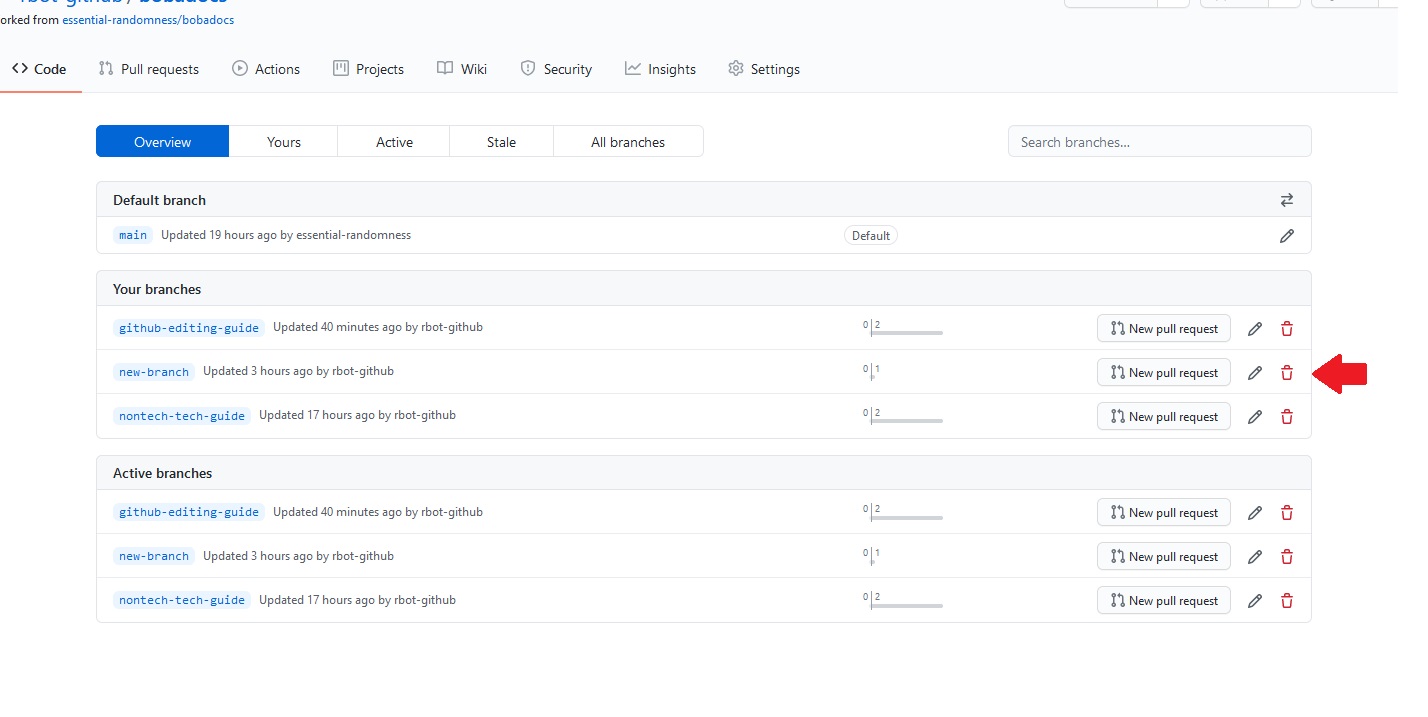 rbot-github / bobadocs
orked from essential-randomness/bobadocs
Code Pull requests Actions Projects Wiki Security Insights Settings
Overview Yours Active Stale All branches Search branches...
Default branch
main Updated 19 hours ago by essential-randomness Default
Your branches
github-editing-guide Updated 40 minutes ago by rbot-github 0 2 New pull request
new-branch Updated 3 hours ago by rbot-github 0 1 New pull request
nontech-tech-guide Updated 17 hours ago by rbot-github 0 2 New pull request
Active branches
github-editing-guide Updated 40 minutes ago by rbot-github 0 2 New pull request
new-branch Updated 3 hours ago by rbot-github 0 1 New pull request
nontech-tech-guide Updated 17 hours ago by rbot-github 0 2 New pull request